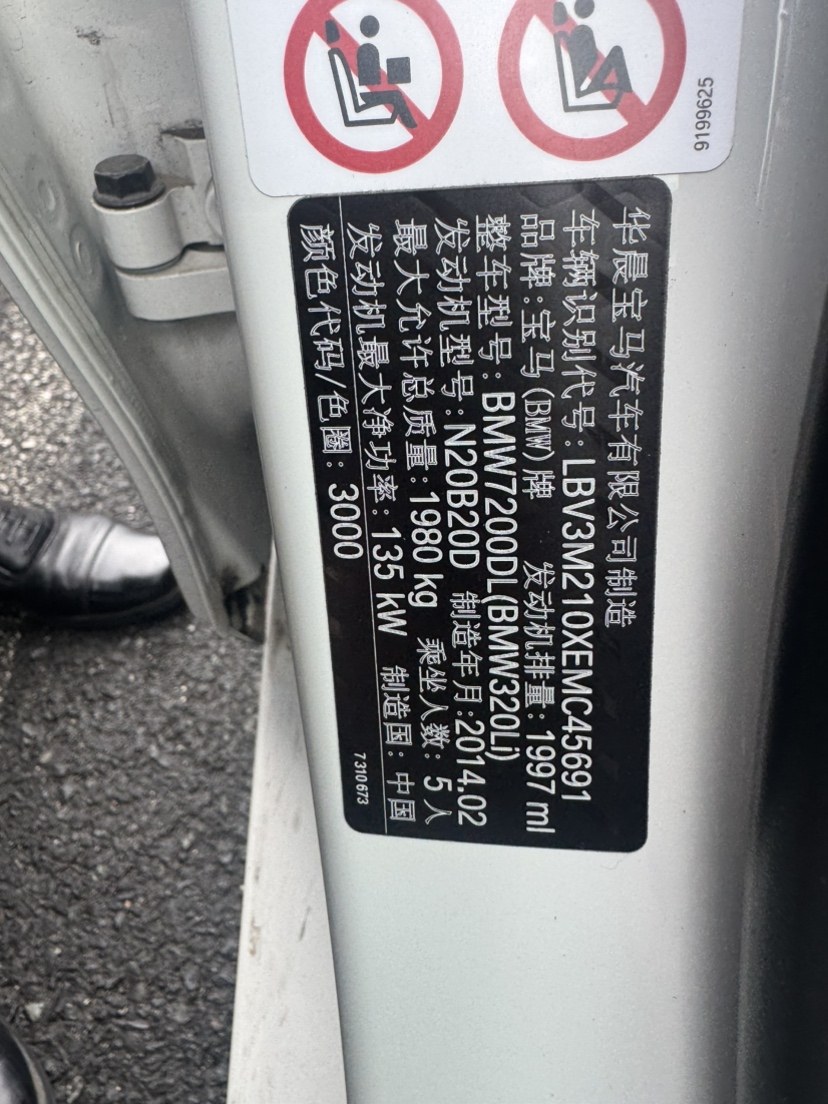 9199625
华晨宝马汽车有限公司制造
车辆识别代号:LBV3M210XEMC45691
品牌:宝马(BMW)牌 发动机排量:1997 ml
整车型号:BMW7200DL(BMW320Li)
发动机型号:N20B20D 制造年月:2014.02
最大允许总质量:1980 kg 乘坐人数:5人
发动机最大净功率:135 kW 制造国:中国
颜色代码/色圈:3000
7310673